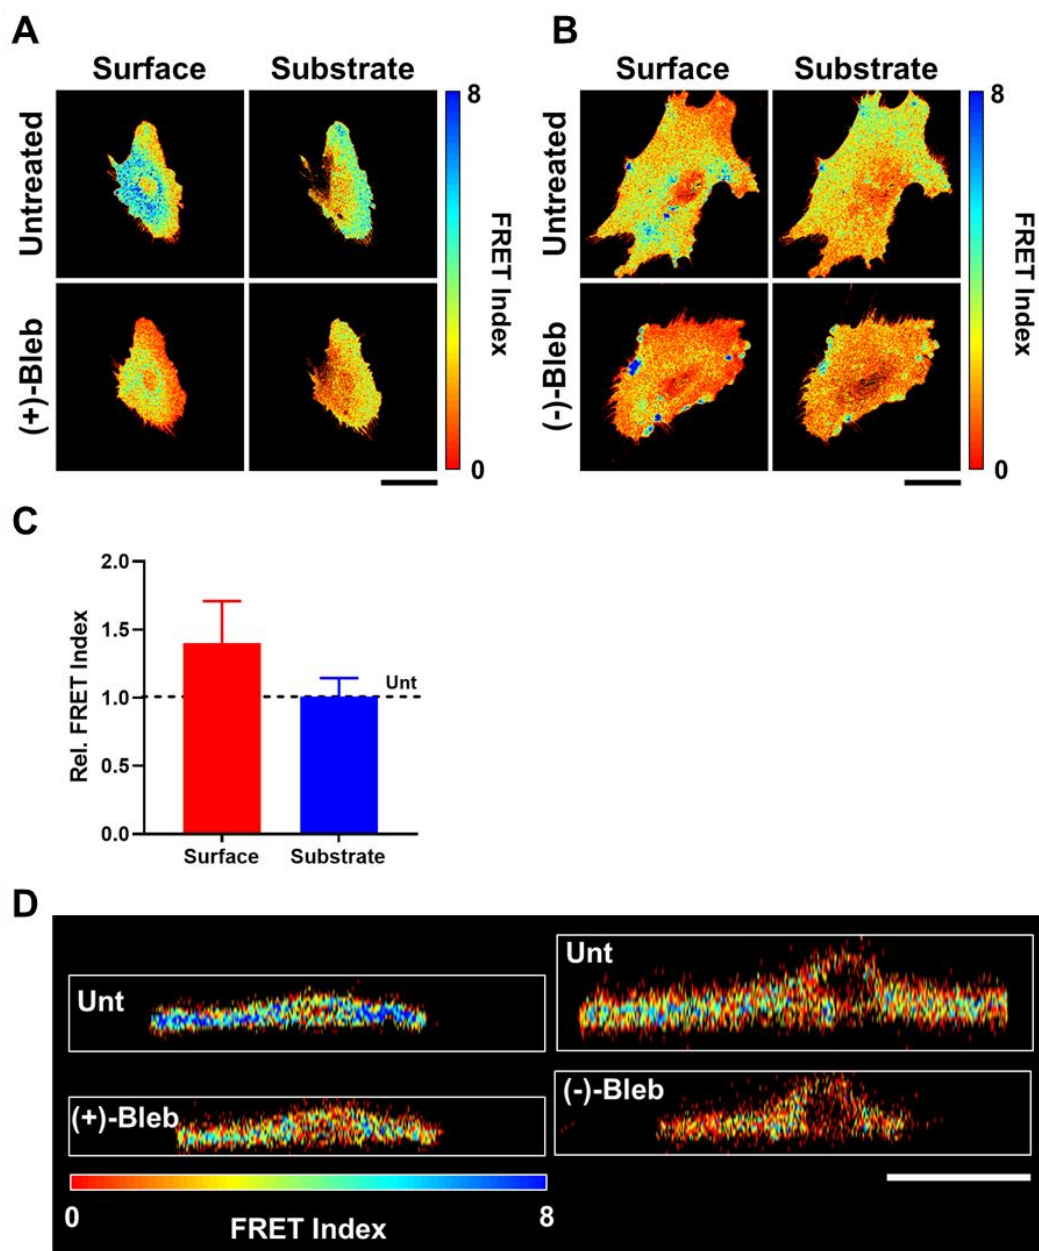 A
B
Surface Substrate
Surface Substrate
Untreated
(+)-Bleb
8
FRET Index
0
Untreated
(-)-Bleb
8
FRET Index
0
C
2.0
1.5
1.0
0.5
0.0
Rel. FRET Index
Unt
Surface Substrate
D
Unt
Unt
(+)-Bleb
(-)-Bleb
0 8
FRET Index